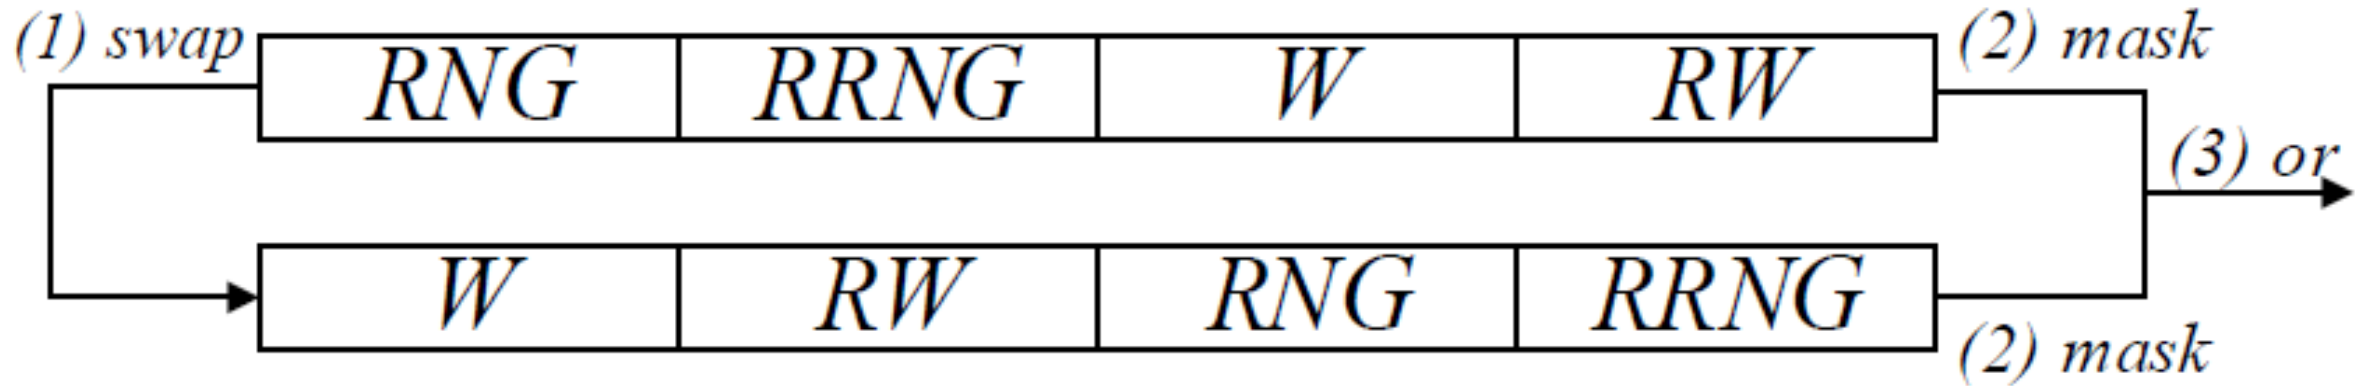 (1) swap RNG RRNG W RW (2) mask
(3) or
W RW RNG RRNG
(2) mask